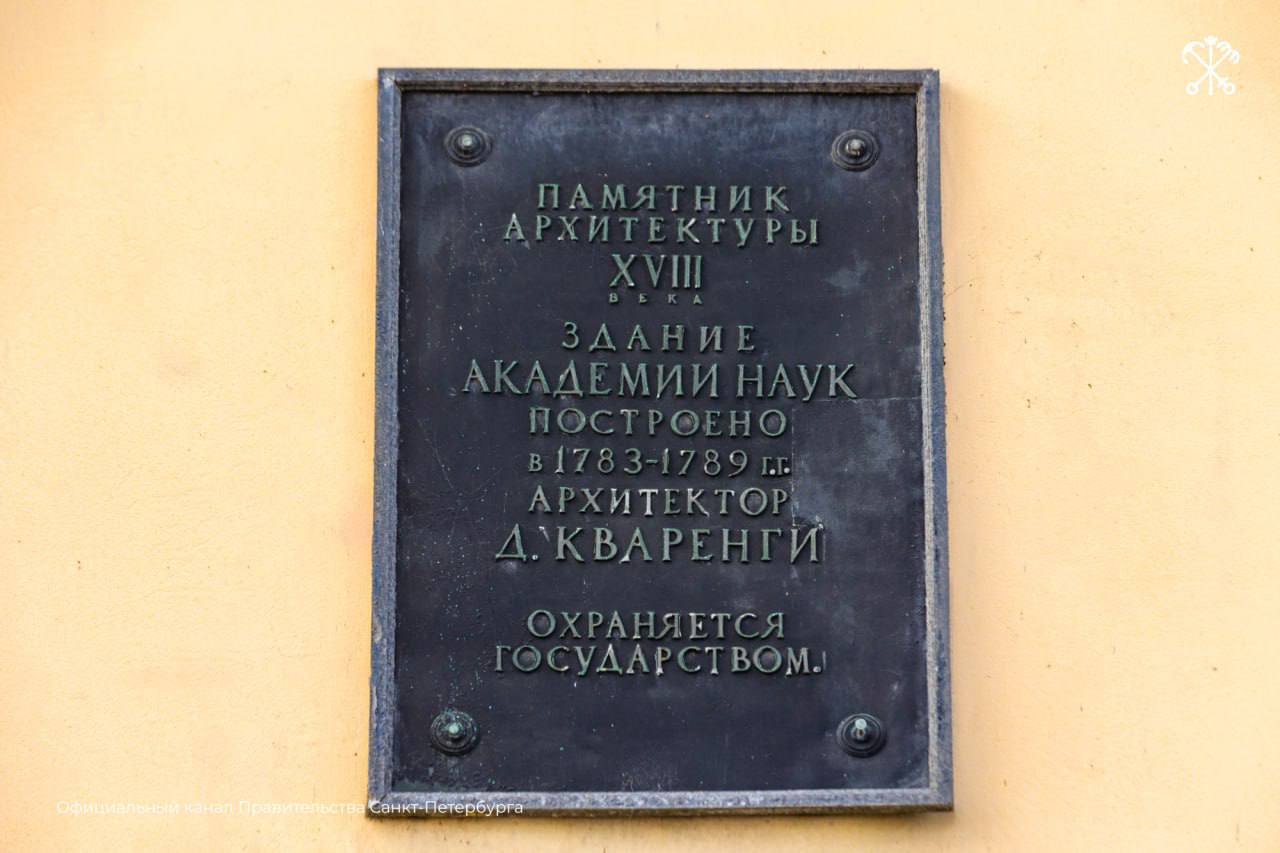 ПАМЯТНИК
АРХИТЕКТУРЫ
XVIII
ВЕКА
ЗДАНИЕ
АКАДЕМИИ НАУК
ПОСТРОЕНО
в 1783-1789 г.г.
АРХИТЕКТОР
Д. КВАРЕНГИ
ОХРАНЯЕТСЯ
ГОСУДАРСТВОМ.
Официальный канал Правительства Санкт-Петербурга